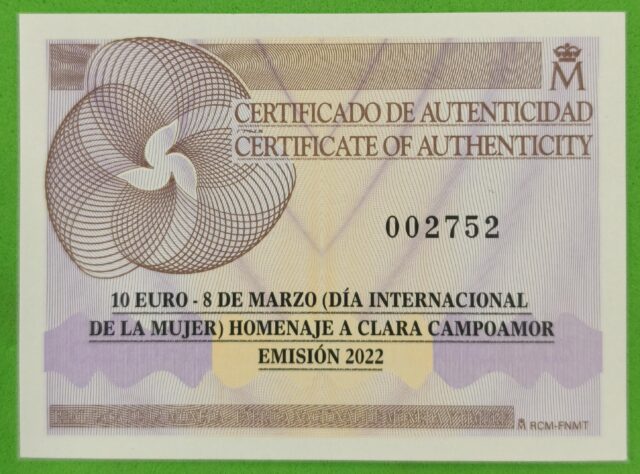 M
CERTIFICADO DE AUTENTICIDAD
CERTIFICATE OF AUTHENTICITY
002752
10 EURO - 8 DE MARZO (DÍA INTERNACIONAL
DE LA MUJER) HOMENAJE A CLARA CAMPOAMOR
EMISIÓN 2022
M RCM-FNMT